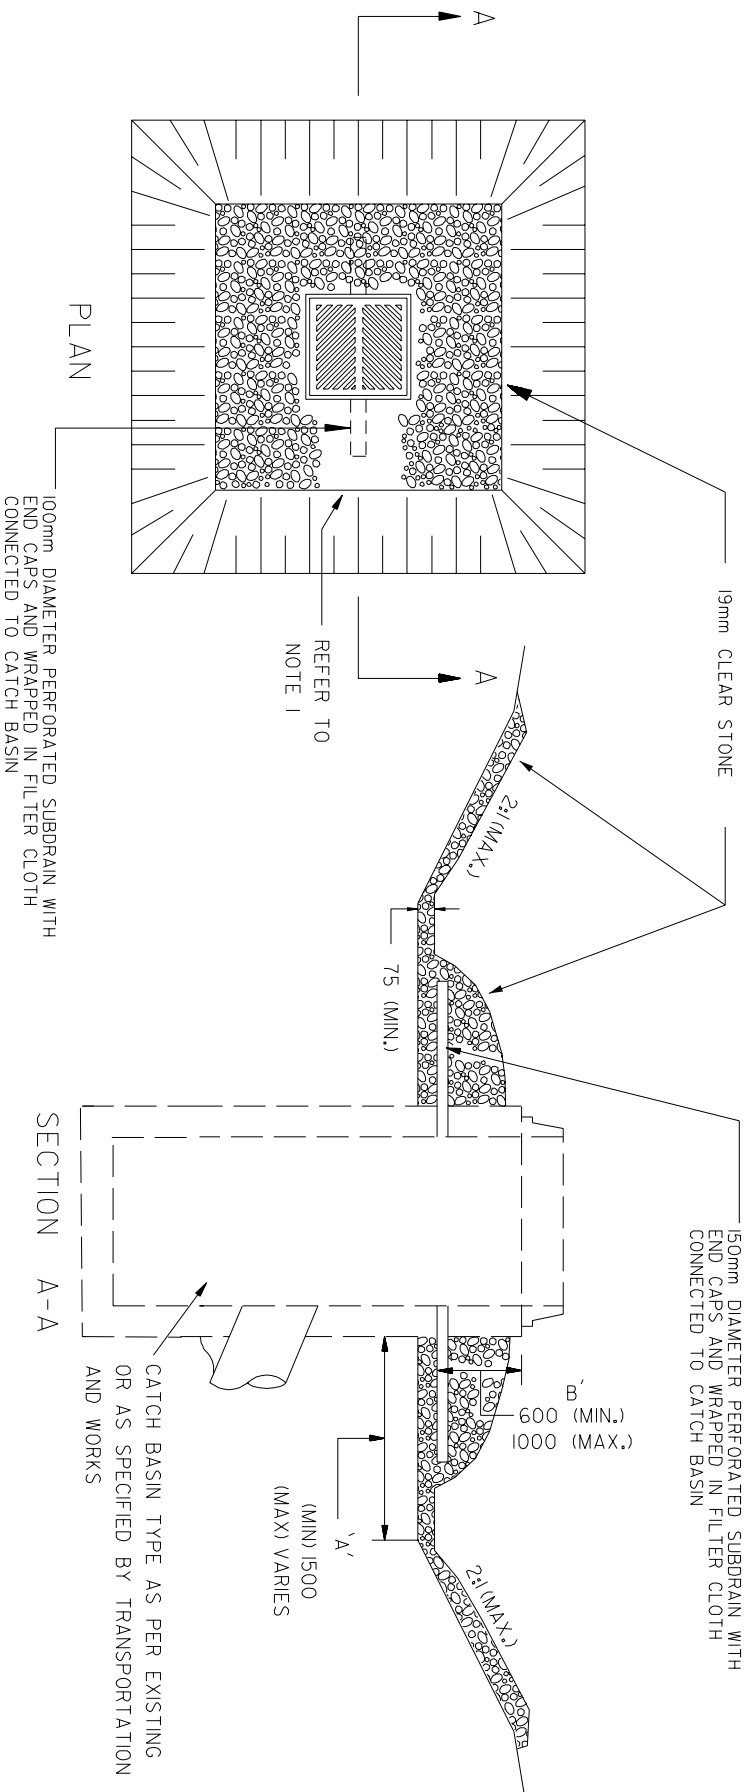 A
A
PLAN
100mm DIAMETER PERFORATED SUBDRAIN WITH
END CAPS AND WRAPPED IN FILTER CLOTH
CONNECTED TO CATCH BASIN
REFER TO
NOTE 1
19mm CLEAR STONE
150mm DIAMETER PERFORATED SUBDRAIN WITH
END CAPS AND WRAPPED IN FILTER CLOTH
CONNECTED TO CATCH BASIN
2:1(MAX.)
75 (MIN.)
B'
600 (MIN.)
1000 (MAX.)
2:1(MAX.)
'A'
(MIN) 1500
(MAX) VARIES
CATCH BASIN TYPE AS PER EXISTING
OR AS SPECIFIED BY TRANSPORTATION
AND WORKS
SECTION A-A